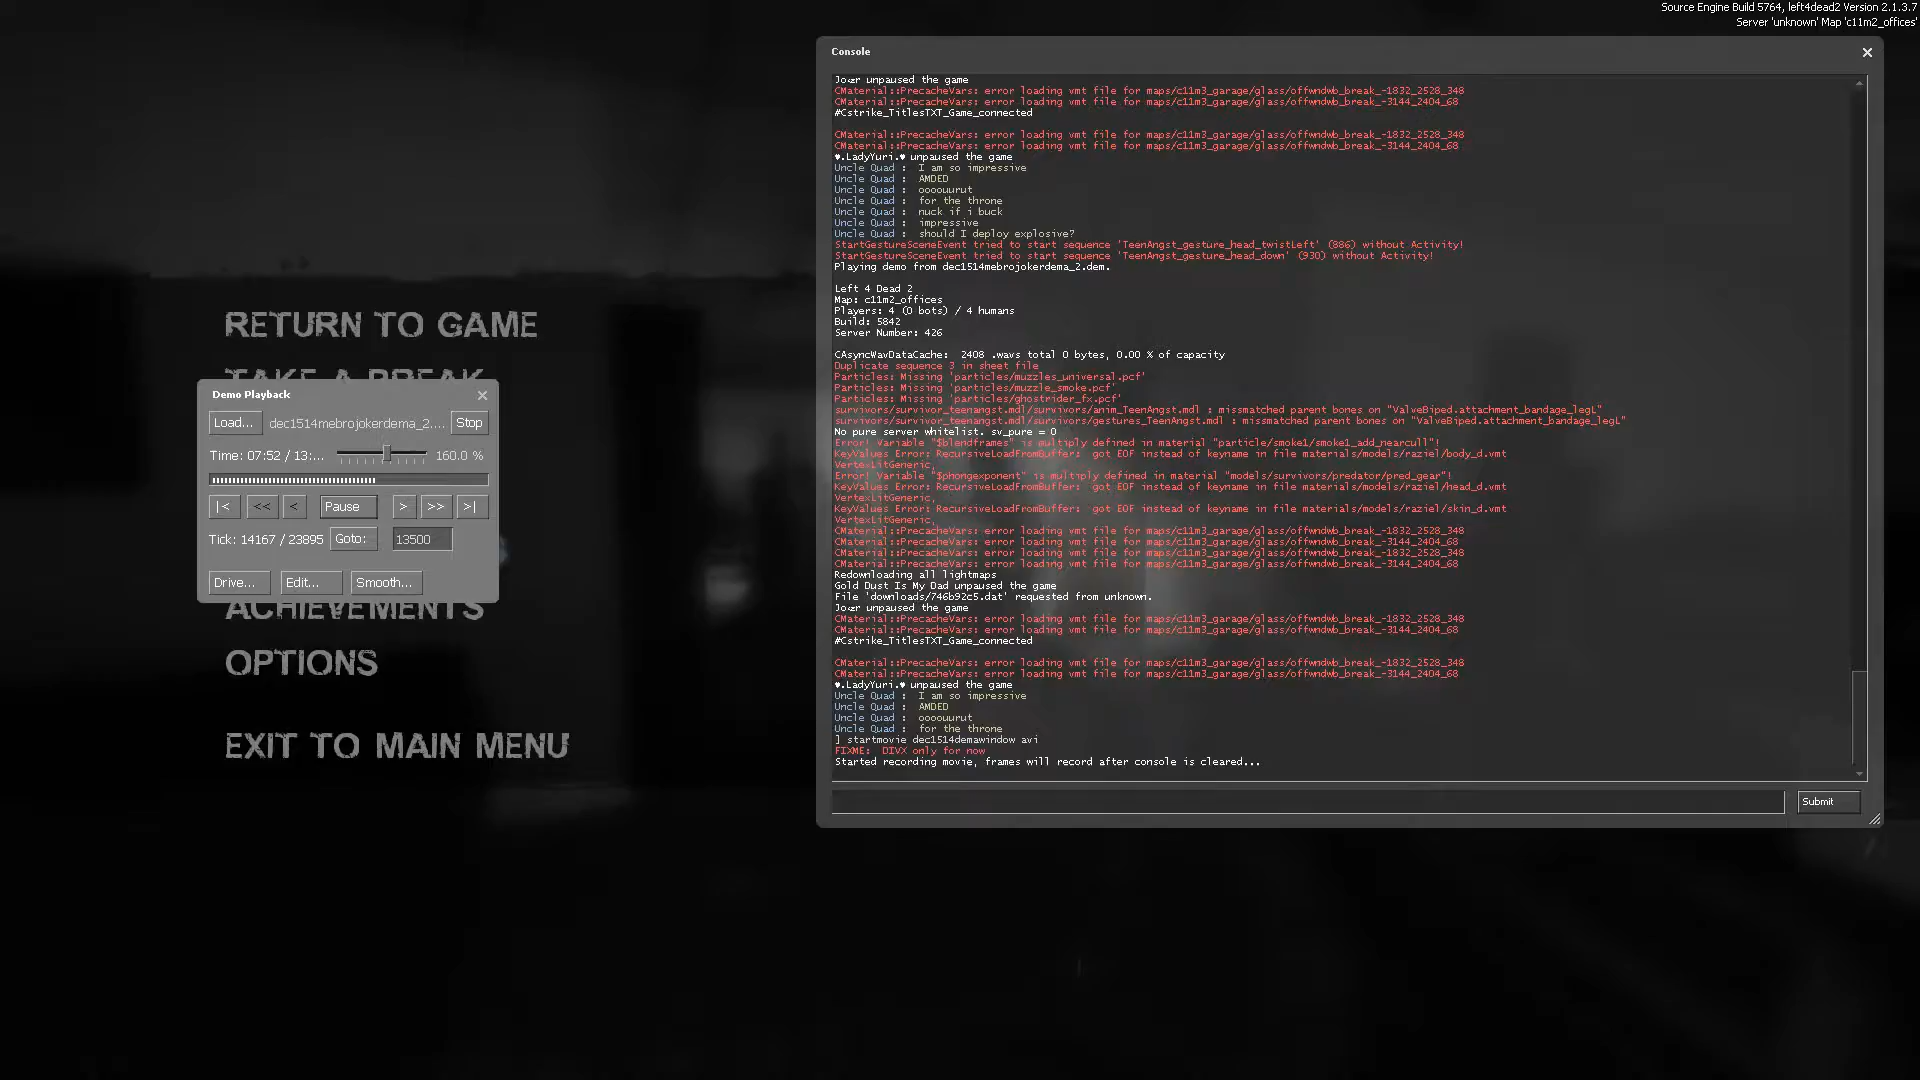 Source Engine Build 5764, left4dead2 Version 2.1.3.7
Server 'unknown' Map 'c11m2_offices'
RETURN TO GAME
TAKE A BREAK
Demo Playback
Load...
dec1514mebrojokerdema_2....
Stop
Time: 07:52 / 13:...
160.0 %
|<
<<
<
Pause
>
>>
>|
Tick: 14167 / 23895
Goto:
13500
Drive...
Edit...
Smooth...
ACHIEVEMENTS
OPTIONS
EXIT TO MAIN MENU
Console
Joker unpaused the game
CMaterial::PrecacheVars: error loading vmt file for maps/c11m3_garage/glass/offwndwb_break_-1832_2528_348
CMaterial::PrecacheVars: error loading vmt file for maps/c11m3_garage/glass/offwndwb_break_-3144_2404_68
#Cstrike_TitlesTXT_Game_connected
CMaterial::PrecacheVars: error loading vmt file for maps/c11m3_garage/glass/offwndwb_break_-1832_2528_348
CMaterial::PrecacheVars: error loading vmt file for maps/c11m3_garage/glass/offwndwb_break_-3144_2404_68
♥.LadyYuri.♥ unpaused the game
Uncle Quad :  I am so impressive
Uncle Quad :  AMDED
Uncle Quad :  oooouurut
Uncle Quad :  for the throne
Uncle Quad :  nuck if i buck
Uncle Quad :  impressive
Uncle Quad :  should I deploy explosive?
StartGestureSceneEvent tried to start sequence 'TeenAngst_gesture_head_twistLeft' (886) without Activity!
StartGestureSceneEvent tried to start sequence 'TeenAngst_gesture_head_down' (930) without Activity!
Playing demo from dec1514mebrojokerdema_2.dem.
Left 4 Dead 2
Map: c11m2_offices
Players: 4 (0 bots) / 4 humans
Build: 5842
Server Number: 426
CAsyncWavDataCache:  2408 .wavs total 0 bytes, 0.00 % of capacity
Duplicate sequence 3 in sheet file
Particles: Missing 'particles/muzzles_universal.pcf'
Particles: Missing 'particles/muzzle_smoke.pcf'
Particles: Missing 'particles/ghostrider_fx.pcf'
survivors/survivor_teenangst.mdl/survivors/anim_TeenAngst.mdl : missmatched parent bones on "ValveBiped.attachment_bandage_legL"
survivors/survivor_teenangst.mdl/survivors/gestures_TeenAngst.mdl : missmatched parent bones on "ValveBiped.attachment_bandage_legL"
No pure server whitelist. sv_pure = 0
Error! Variable "$blendframes" is multiply defined in material "particle/smoke1/smoke1_add_nearcull"!
KeyValues Error: RecursiveLoadFromBuffer:  got EOF instead of keyname in file materials/models/raziel/body_d.vmt
VertexLitGeneric,
Error! Variable "$phongexponent" is multiply defined in material "models/survivors/predator/pred_gear"!
KeyValues Error: RecursiveLoadFromBuffer:  got EOF instead of keyname in file materials/models/raziel/head_d.vmt
VertexLitGeneric,
KeyValues Error: RecursiveLoadFromBuffer:  got EOF instead of keyname in file materials/models/raziel/skin_d.vmt
VertexLitGeneric,
CMaterial::PrecacheVars: error loading vmt file for maps/c11m3_garage/glass/offwndwb_break_-1832_2528_348
CMaterial::PrecacheVars: error loading vmt file for maps/c11m3_garage/glass/offwndwb_break_-3144_2404_68
CMaterial::PrecacheVars: error loading vmt file for maps/c11m3_garage/glass/offwndwb_break_-1832_2528_348
CMaterial::PrecacheVars: error loading vmt file for maps/c11m3_garage/glass/offwndwb_break_-3144_2404_68
Redownloading all lightmaps
Gold Dust Is My Dad unpaused the game
File 'downloads/746b92c5.dat' requested from unknown.
Joker unpaused the game
CMaterial::PrecacheVars: error loading vmt file for maps/c11m3_garage/glass/offwndwb_break_-1832_2528_348
CMaterial::PrecacheVars: error loading vmt file for maps/c11m3_garage/glass/offwndwb_break_-3144_2404_68
#Cstrike_TitlesTXT_Game_connected
CMaterial::PrecacheVars: error loading vmt file for maps/c11m3_garage/glass/offwndwb_break_-1832_2528_348
CMaterial::PrecacheVars: error loading vmt file for maps/c11m3_garage/glass/offwndwb_break_-3144_2404_68
♥.LadyYuri.♥ unpaused the game
Uncle Quad :  I am so impressive
Uncle Quad :  AMDED
Uncle Quad :  oooouurut
Uncle Quad :  for the throne
] startmovie dec1514demawindow avi
FIXME:  DIVX only for now
Started recording movie, frames will record after console is cleared...
Submit